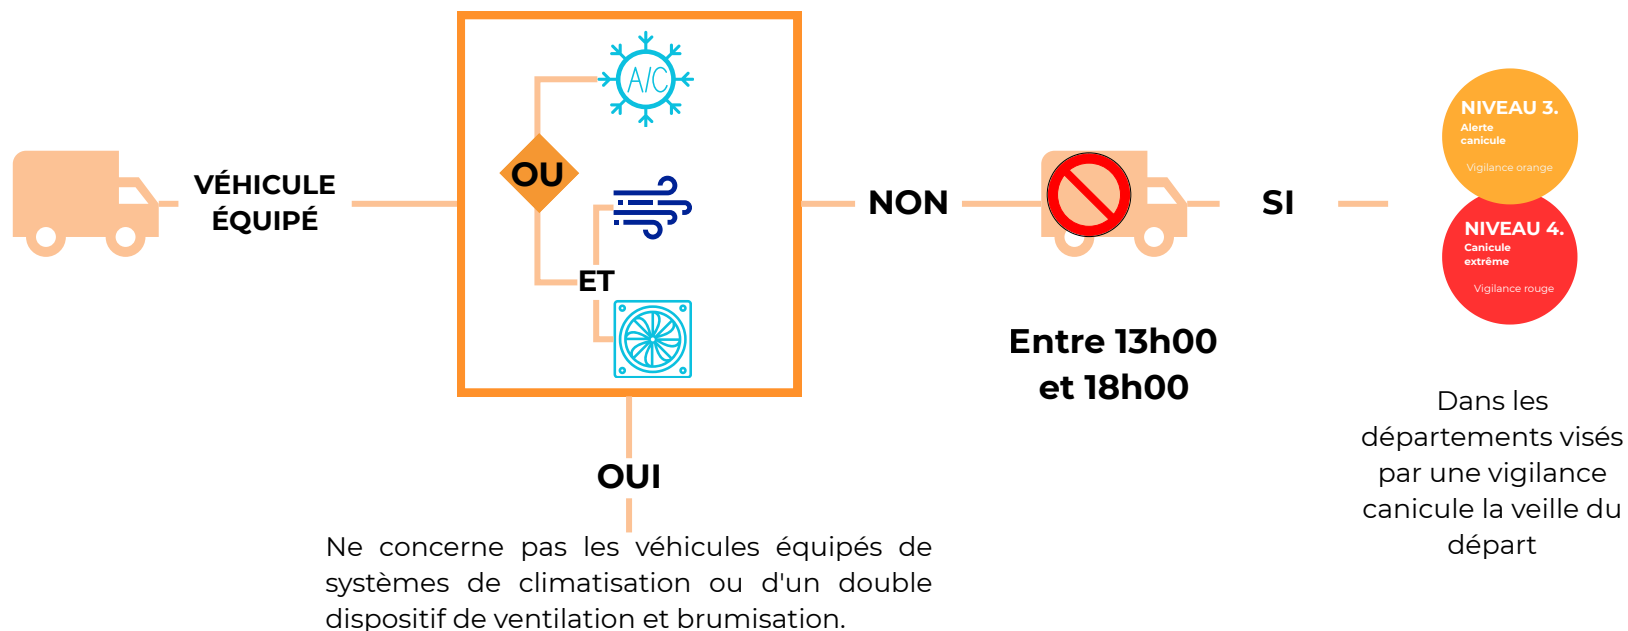 VÉHICULE
ÉQUIPÉ
A/C
OU
ET
NON
SI
NIVEAU 3.
Alerte
canicule
Vigilance orange
NIVEAU 4.
Canicule
extrême
Vigilance rouge
Entre 13h00
et 18h00
Dans les
départements visés
par une vigilance
canicule la veille du
départ
OUI
Ne concerne pas les véhicules équipés de
systèmes de climatisation ou d'un double
dispositif de ventilation et brumisation.